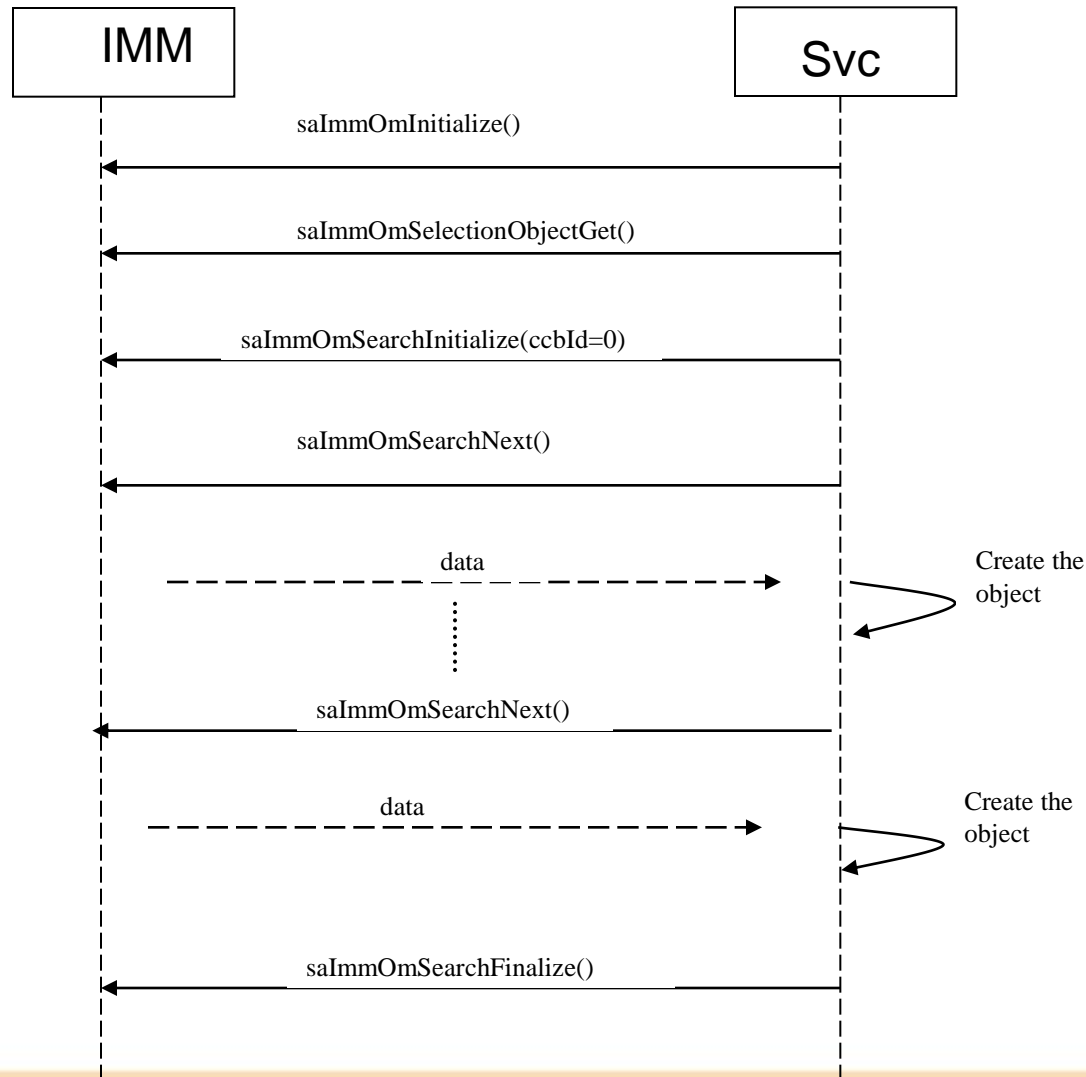 IMM
Svc
saImmOmInitialize()
saImmOmSelectionObjectGet()
saImmOmSearchInitialize(ccbId=0)
saImmOmSearchNext()
data
Create the
object
saImmOmSearchNext()
data
Create the
object
saImmOmSearchFinalize()